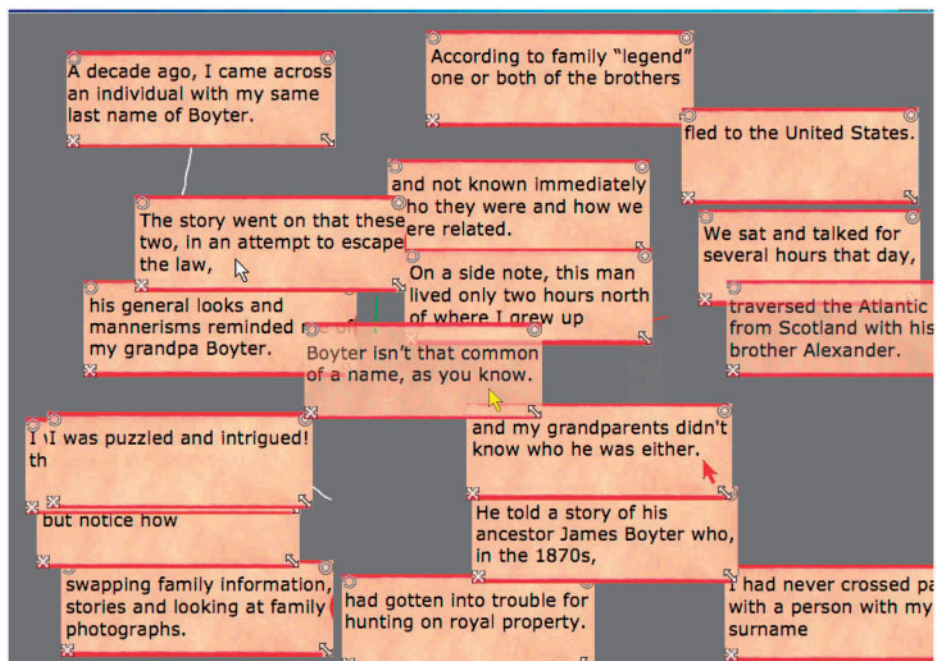 A decade ago, I came across
an individual with my same
last name of Boyter.
According to family “legend”
one or both of the brothers
fled to the United States.
and not known immediately
ho they were and how we
ere related.
The story went on that these
two, in an attempt to escape
the law,
We sat and talked for
several hours that day,
On a side note, this man
lived only two hours north
of where I grew up
his general looks and
mannerisms reminded me of
my grandpa Boyter.
traversed the Atlantic
from Scotland with his
brother Alexander.
Boyter isn't that common
of a name, as you know.
I
th
I was puzzled and intrigued!
and my grandparents didn't
know who he was either.
but notice how
He told a story of his
ancestor James Boyter who,
in the 1870s,
swapping family information,
stories and looking at family
photographs.
had gotten into trouble for
hunting on royal property.
I had never crossed pa
with a person with my
surname